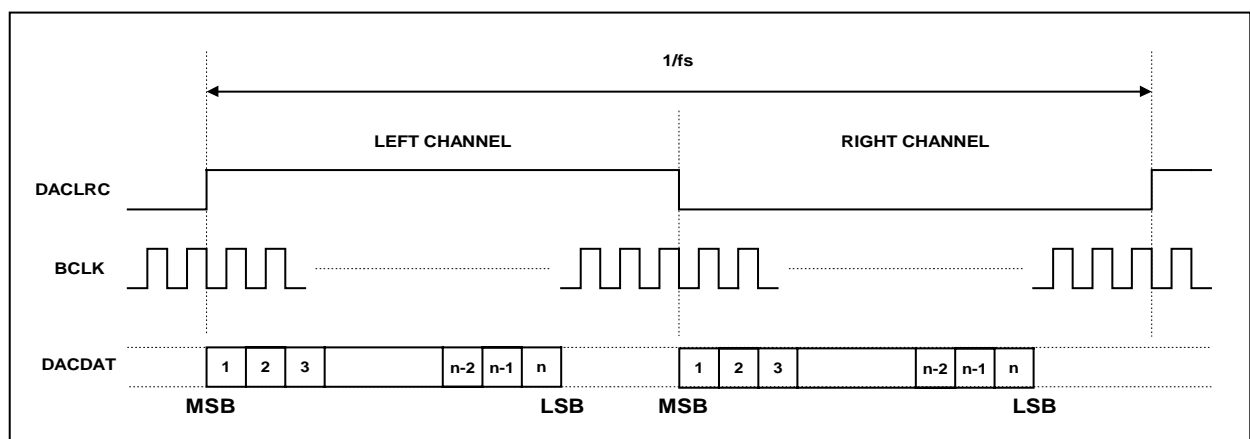 1/fs
LEFT CHANNEL RIGHT CHANNEL
DACLRC
BCLK
DACDAT 1 2 3 n-2 n-1 n 1 2 3 n-2 n-1 n
MSB LSB MSB LSB